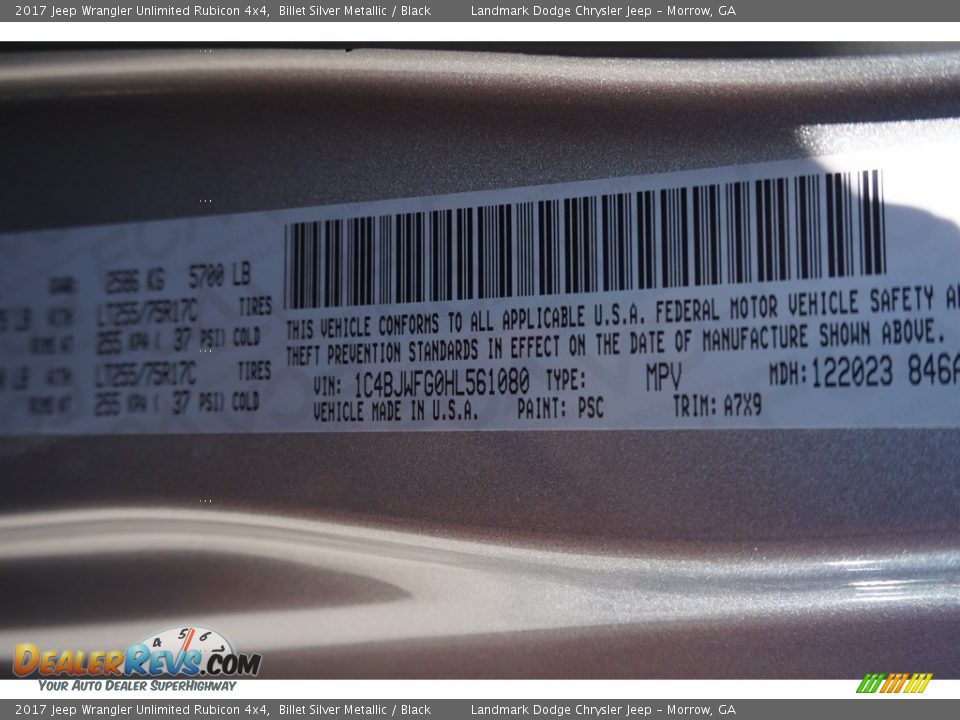 2017 Jeep Wrangler Unlimited Rubicon 4x4, Billet Silver Metallic / Black Landmark Dodge Chrysler Jeep - Morrow, GA
2586 KG 5700 LB
LT255/75R17C TIRES
255 KPA ( 37 PSI) COLD
LT255/75R17C TIRES
255 KPA ( 37 PSI) COLD
THIS VEHICLE CONFORMS TO ALL APPLICABLE U.S.A. FEDERAL MOTOR VEHICLE SAFETY
THEFT PREVENTION STANDARDS IN EFFECT ON THE DATE OF MANUFACTURE SHOWN ABOVE.
VIN: 1C4BJWFG0HL561080 TYPE: MPV MDH: 122023 846A
VEHICLE MADE IN U.S.A. PAINT: PSC TRIM: A7X9
4 5 6 7
DealerRevs.com
Your Auto Dealer SuperHighway
2017 Jeep Wrangler Unlimited Rubicon 4x4, Billet Silver Metallic / Black Landmark Dodge Chrysler Jeep - Morrow, GA